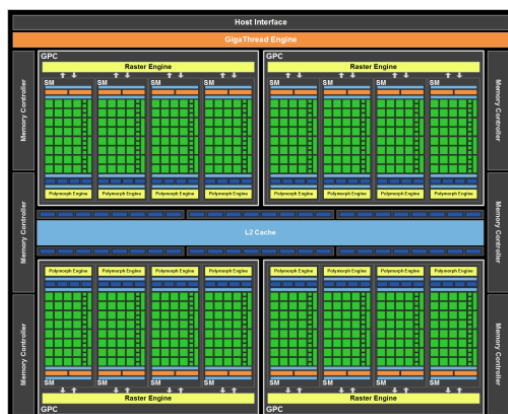 Host Interface
GigaThread Engine
Memory Controller
Memory Controller
Memory Controller
Memory Controller
Memory Controller
Memory Controller
GPC
Raster Engine
SM
SM
SM
SM
Polymorph Engine
Polymorph Engine
Polymorph Engine
Polymorph Engine
GPC
Raster Engine
SM
SM
SM
SM
Polymorph Engine
Polymorph Engine
Polymorph Engine
Polymorph Engine
L2 Cache
Polymorph Engine
Polymorph Engine
Polymorph Engine
Polymorph Engine
SM
SM
SM
SM
Raster Engine
GPC
Polymorph Engine
Polymorph Engine
Polymorph Engine
Polymorph Engine
SM
SM
SM
SM
Raster Engine
GPC